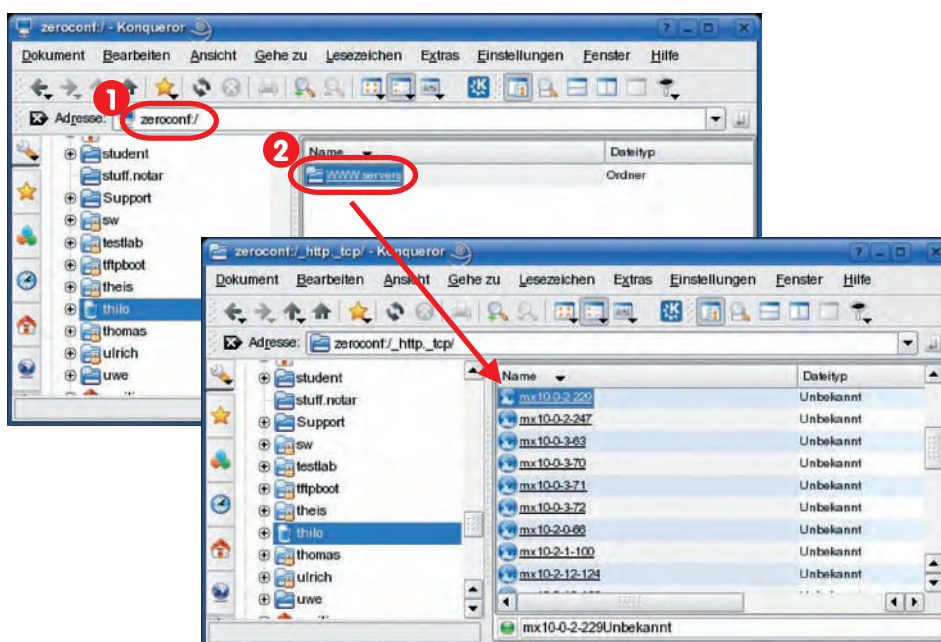 zeroconf:/ - Konqueror
Dokument Bearbeiten Ansicht Gehe zu Lesezeichen Extras Einstellungen Fenster Hilfe
1
Adresse: zeroconf:/
2
student
stuff.notar
Support
sw
testlab
tftpboot
theis
thilo
thomas
ulrich
uwe
Name Dateityp
WWW servers Ordner
zeroconf:/_http._tcp/ - Konqueror
Dokument Bearbeiten Ansicht Gehe zu Lesezeichen Extras Einstellungen Fenster Hilfe
Adresse: zeroconf:/_http._tcp/
student
stuff.notar
Support
sw
testlab
tftpboot
theis
thilo
thomas
ulrich
uwe
Name Dateityp
mx10-0-2-229 Unbekannt
mx10-0-2-247 Unbekannt
mx10-0-3-63 Unbekannt
mx10-0-3-70 Unbekannt
mx10-0-3-71 Unbekannt
mx10-0-3-72 Unbekannt
mx10-2-0-66 Unbekannt
mx10-2-1-100 Unbekannt
mx10-2-12-124 Unbekannt
mx10-0-2-229Unbekannt